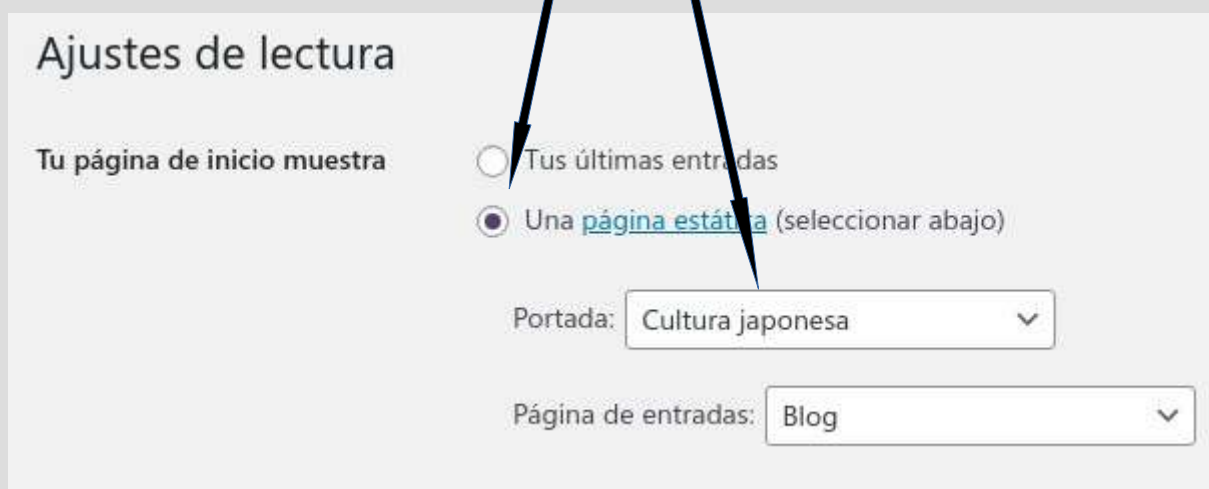 Ajustes de lectura
Tu página de inicio muestra
Tus últimas entradas
Una página estática (seleccionar abajo)
Portada: Cultura japonesa
Página de entradas: Blog